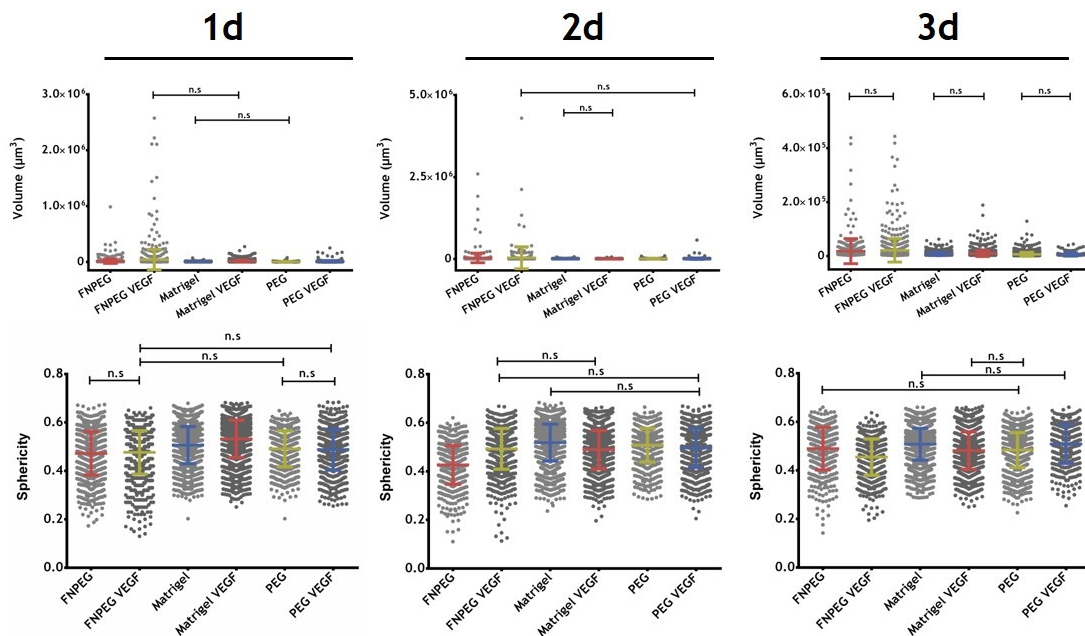 1d
2d
3d
Volume (µm³)
3.0×10⁶
2.0×10⁶
1.0×10⁶
0
n.s
n.s
FNPEG
FNPEG VEGF
Matrigel
Matrigel VEGF
PEG
PEG VEGF
Volume (µm³)
5.0×10⁶
2.5×10⁶
0
n.s
n.s
FNPEG
FNPEG VEGF
Matrigel
Matrigel VEGF
PEG
PEG VEGF
Volume (µm³)
6.0×10⁵
4.0×10⁵
2.0×10⁵
0
n.s
n.s
n.s
FNPEG
FNPEG VEGF
Matrigel
Matrigel VEGF
PEG
PEG VEGF
Sphericity
0.8
0.6
0.4
0.2
0.0
n.s
n.s
n.s
n.s
FNPEG
FNPEG VEGF
Matrigel
Matrigel VEGF
PEG
PEG VEGF
Sphericity
0.8
0.6
0.4
0.2
0.0
n.s
n.s
n.s
FNPEG
FNPEG VEGF
Matrigel
Matrigel VEGF
PEG
PEG VEGF
Sphericity
0.8
0.6
0.4
0.2
0.0
n.s
n.s
n.s
FNPEG
FNPEG VEGF
Matrigel
Matrigel VEGF
PEG
PEG VEGF